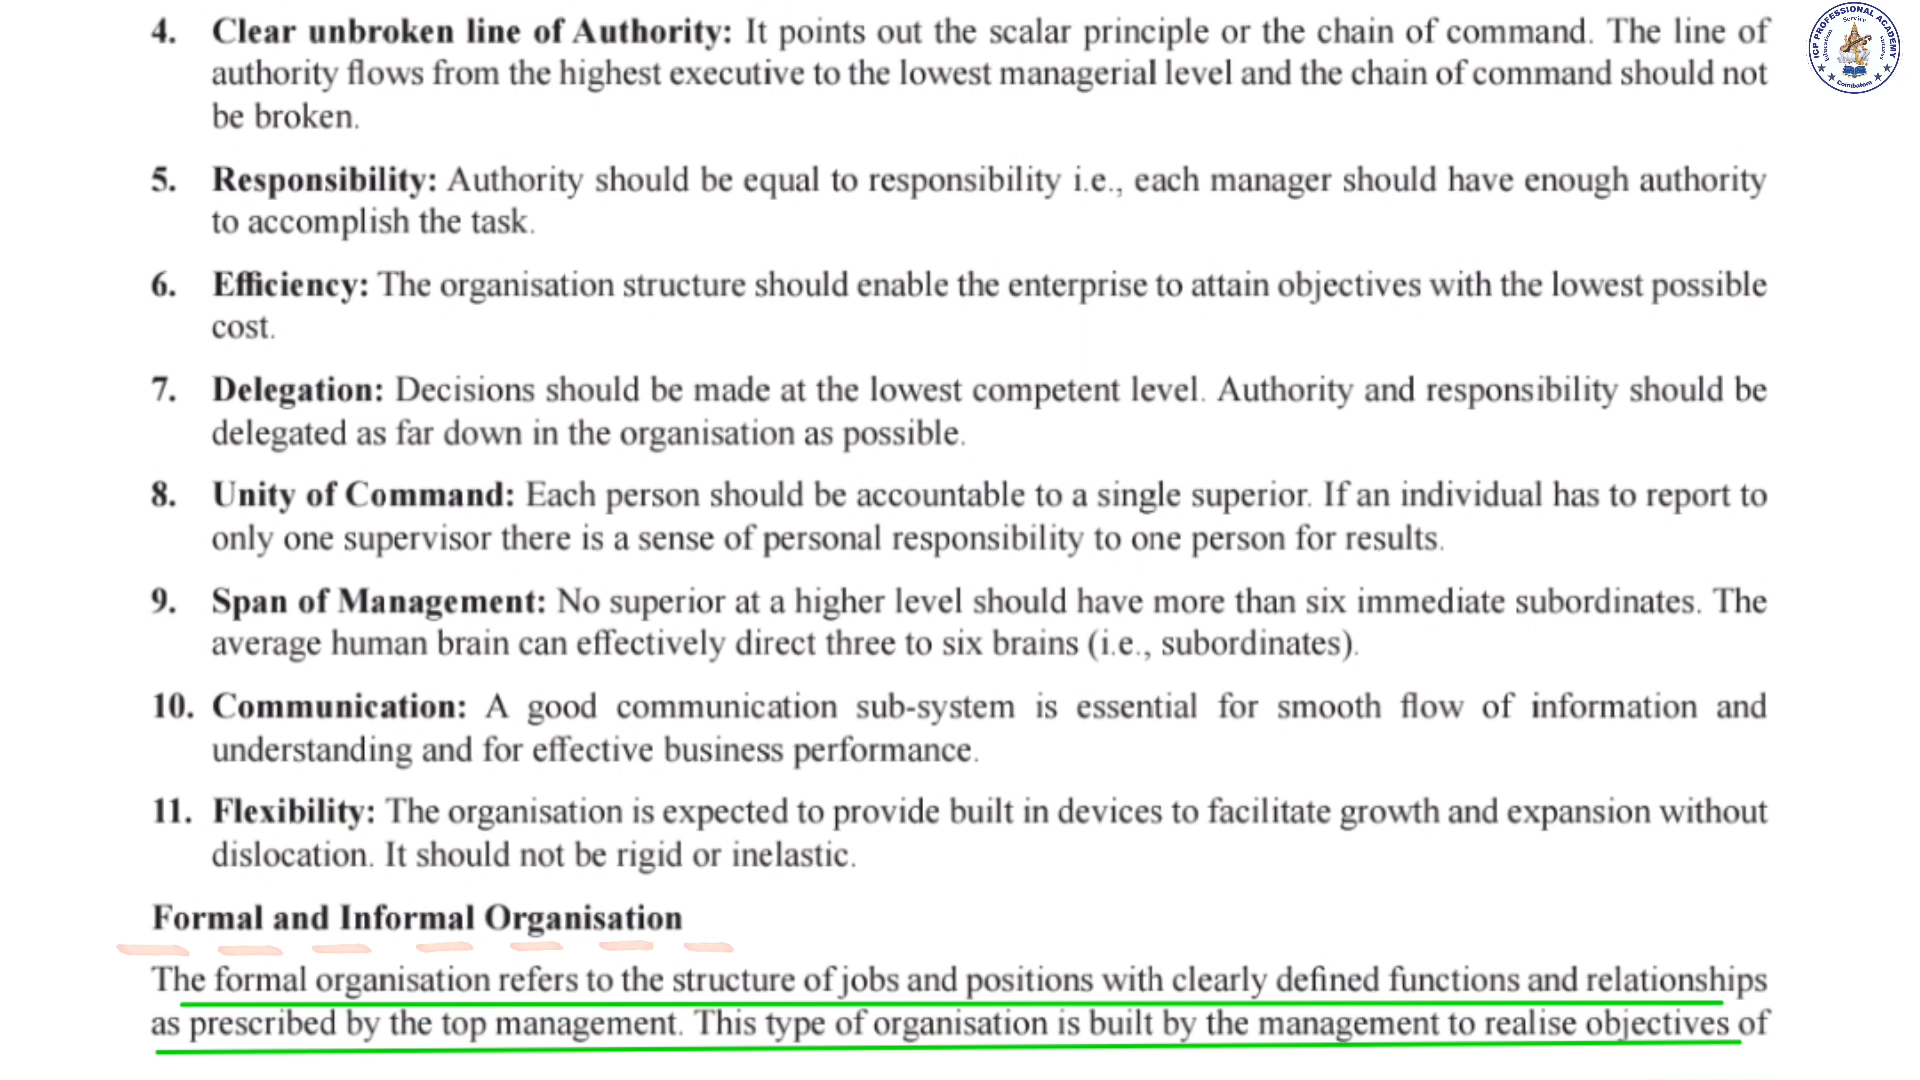 4. Clear unbroken line of Authority: It points out the scalar principle or the chain of command. The line of
authority flows from the highest executive to the lowest managerial level and the chain of command should not
be broken.
5. Responsibility: Authority should be equal to responsibility i.e., each manager should have enough authority
to accomplish the task.
6. Efficiency: The organisation structure should enable the enterprise to attain objectives with the lowest possible
cost.
7. Delegation: Decisions should be made at the lowest competent level. Authority and responsibility should be
delegated as far down in the organisation as possible.
8. Unity of Command: Each person should be accountable to a single superior. If an individual has to report to
only one supervisor there is a sense of personal responsibility to one person for results.
9. Span of Management: No superior at a higher level should have more than six immediate subordinates. The
average human brain can effectively direct three to six brains (i.e., subordinates).
10. Communication: A good communication sub-system is essential for smooth flow of information and
understanding and for effective business performance.
11. Flexibility: The organisation is expected to provide built in devices to facilitate growth and expansion without
dislocation. It should not be rigid or inelastic.
Formal and Informal Organisation
The formal organisation refers to the structure of jobs and positions with clearly defined functions and relationships
as prescribed by the top management. This type of organisation is built by the management to realise objectives of
ICP PROFESSIONAL ACADEMY
Service
Education
Coimbatore